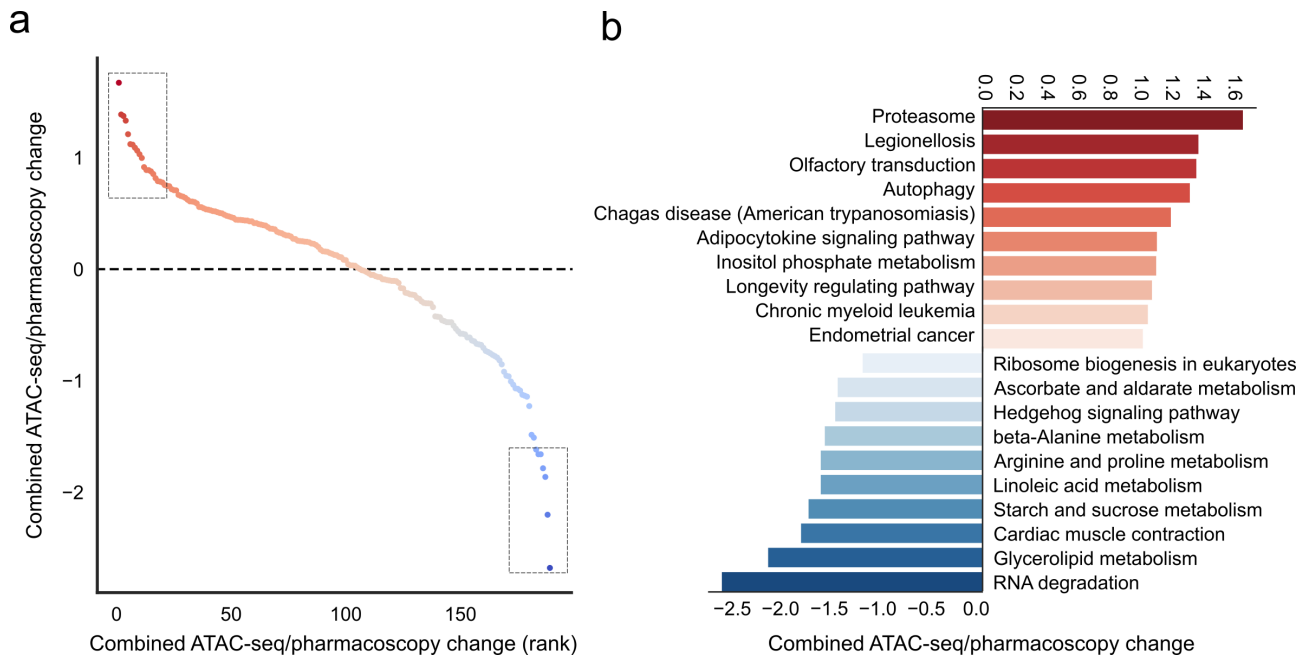 a
Combined ATAC-seq/pharmacoscopy change
1
0
−1
−2
0
50
100
150
Combined ATAC-seq/pharmacoscopy change (rank)
b
0.0
0.2
0.4
0.6
0.8
1.0
1.2
1.4
1.6
Proteasome
Legionellosis
Olfactory transduction
Autophagy
Chagas disease (American trypanosomiasis)
Adipocytokine signaling pathway
Inositol phosphate metabolism
Longevity regulating pathway
Chronic myeloid leukemia
Endometrial cancer
Ribosome biogenesis in eukaryotes
Ascorbate and aldarate metabolism
Hedgehog signaling pathway
beta-Alanine metabolism
Arginine and proline metabolism
Linoleic acid metabolism
Starch and sucrose metabolism
Cardiac muscle contraction
Glycerolipid metabolism
RNA degradation
−2.5
−2.0
−1.5
−1.0
−0.5
0.0
Combined ATAC-seq/pharmacoscopy change